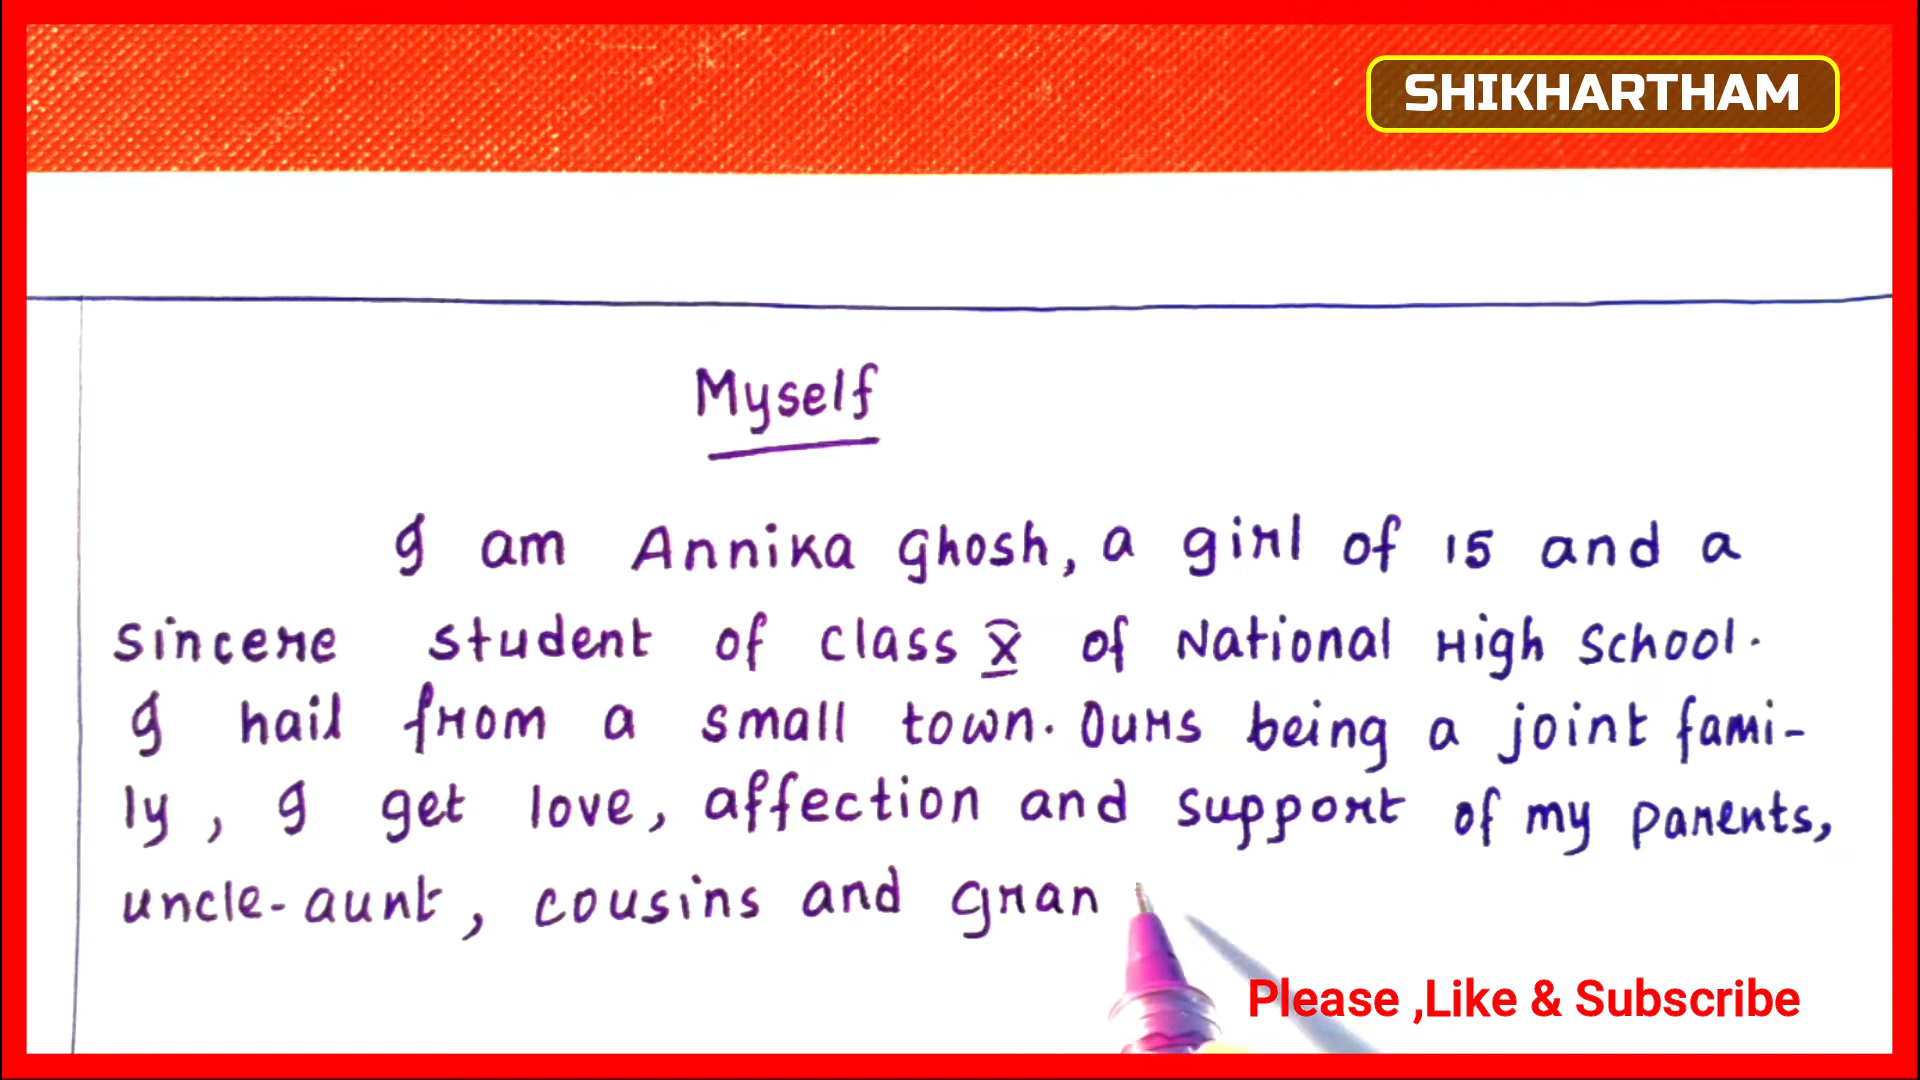 SHIKHARTHAM
Myself
I am Annika Ghosh, a girl of 15 and a
sincere student of class X of National High School.
I hail from a small town. Ours being a joint fami-
ly, I get love, affection and support of my parents,
uncle-aunt, cousins and gran
Please ,Like & Subscribe